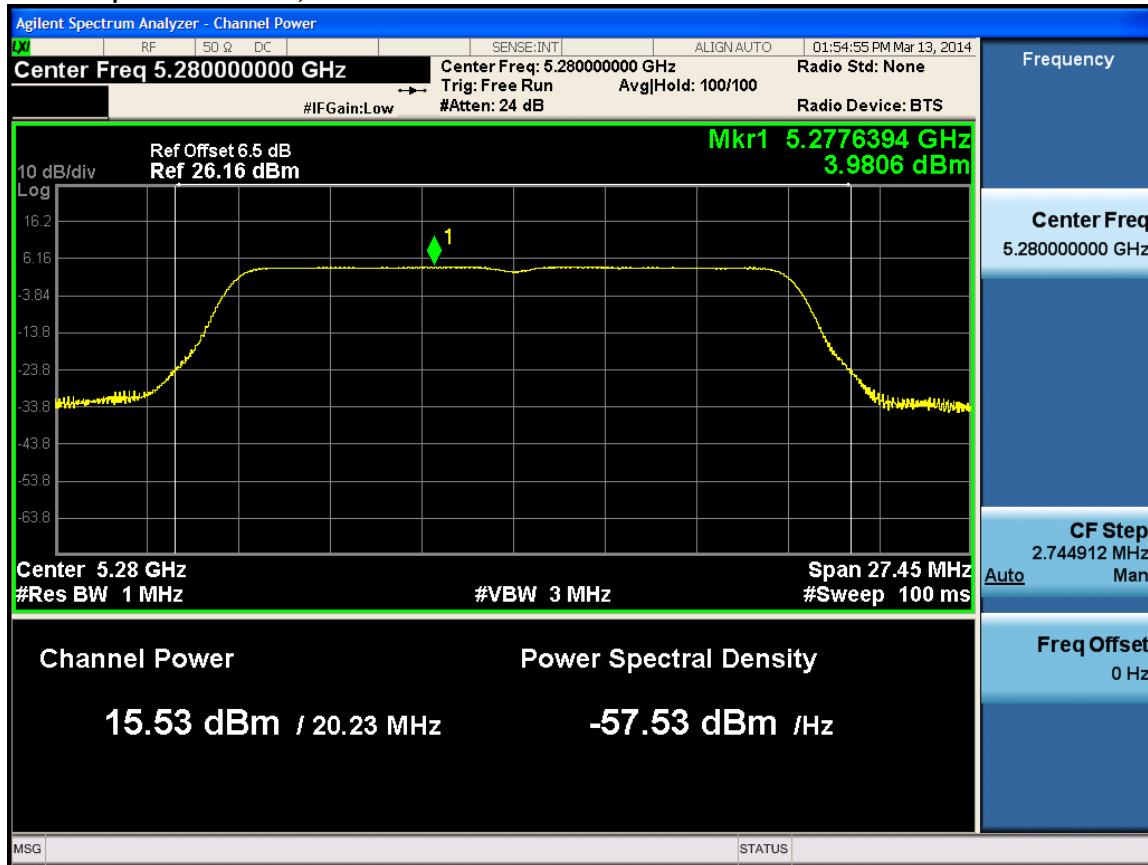 Agilent Spectrum Analyzer - Channel Power
LXI RF 50 Ω DC SENSE:INT ALIGNAUTO 01:54:55 PM Mar 13, 2014
Center Freq 5.280000000 GHz
Center Freq: 5.280000000 GHz
Radio Std: None
Trig: Free Run Avg|Hold: 100/100
#IFGain:Low #Atten: 24 dB Radio Device: BTS
Mkr1 5.2776394 GHz
3.9806 dBm
Ref Offset 6.5 dB
10 dB/div Ref 26.16 dBm
Log
16.2
6.16
-3.84
-13.8
-23.8
-33.8
-43.8
-53.8
-63.8
1
Center 5.28 GHz Span 27.45 MHz
#Res BW 1 MHz #VBW 3 MHz #Sweep 100 ms
Channel Power Power Spectral Density
15.53 dBm / 20.23 MHz -57.53 dBm /Hz
MSG STATUS
Frequency
Center Freq
5.280000000 GHz
CF Step
2.744912 MHz
Auto Man
Freq Offset
0 Hz